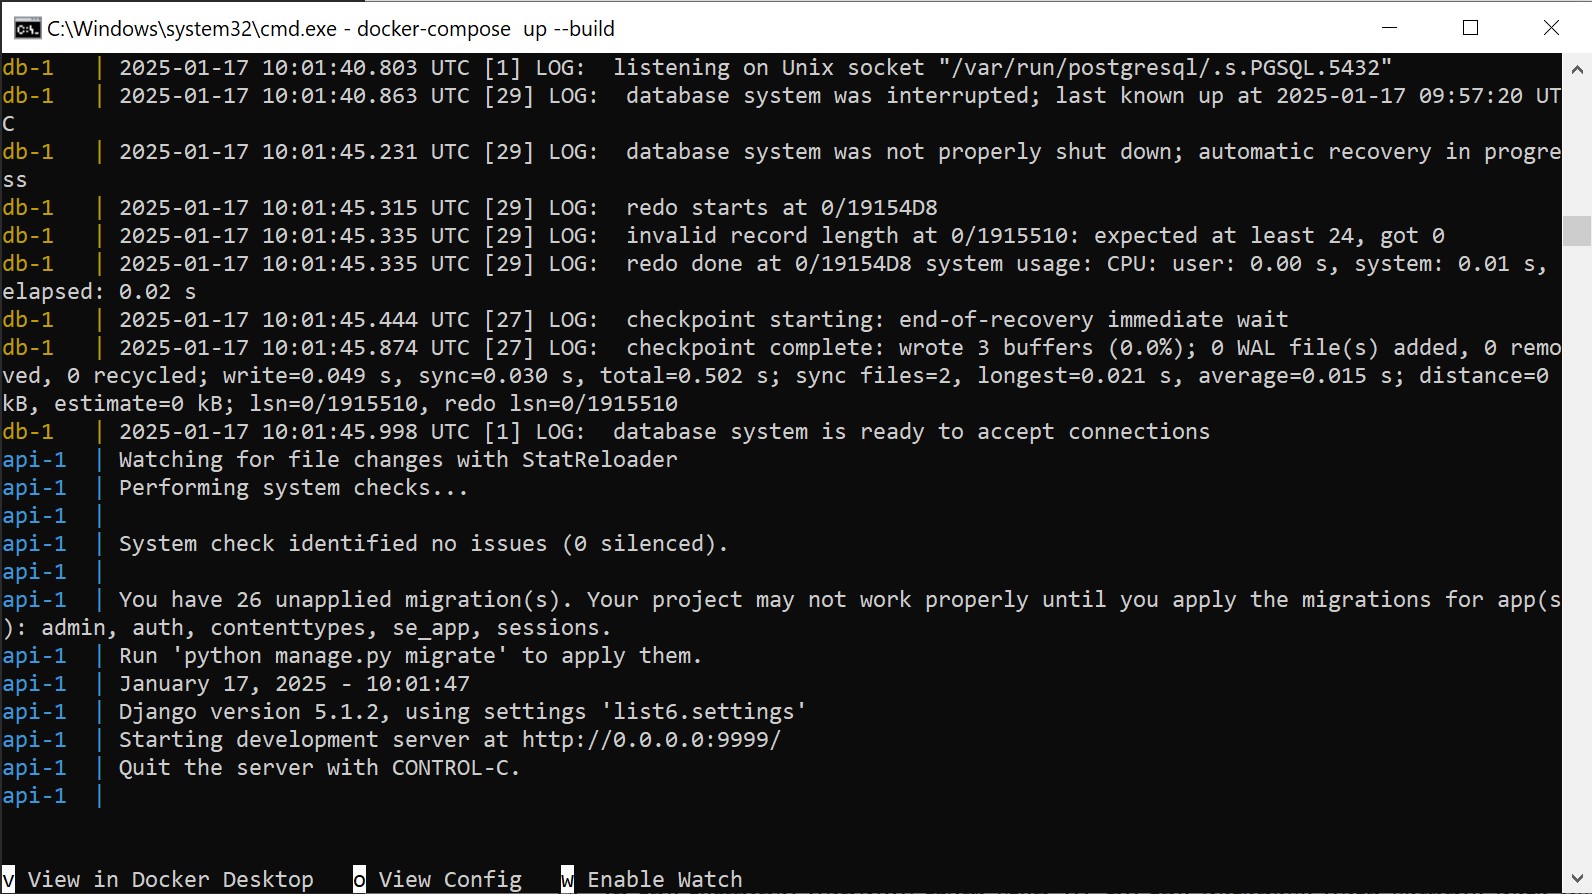 C:\Windows\system32\cmd.exe - docker-compose  up --build
db-1   | 2025-01-17 10:01:40.803 UTC [1] LOG:  listening on Unix socket "/var/run/postgresql/.s.PGSQL.5432"
db-1   | 2025-01-17 10:01:40.863 UTC [29] LOG:  database system was interrupted; last known up at 2025-01-17 09:57:20 UT
C
db-1   | 2025-01-17 10:01:45.231 UTC [29] LOG:  database system was not properly shut down; automatic recovery in progre
ss
db-1   | 2025-01-17 10:01:45.315 UTC [29] LOG:  redo starts at 0/19154D8
db-1   | 2025-01-17 10:01:45.335 UTC [29] LOG:  invalid record length at 0/1915510: expected at least 24, got 0
db-1   | 2025-01-17 10:01:45.335 UTC [29] LOG:  redo done at 0/19154D8 system usage: CPU: user: 0.00 s, system: 0.01 s,
elapsed: 0.02 s
db-1   | 2025-01-17 10:01:45.444 UTC [27] LOG:  checkpoint starting: end-of-recovery immediate wait
db-1   | 2025-01-17 10:01:45.874 UTC [27] LOG:  checkpoint complete: wrote 3 buffers (0.0%); 0 WAL file(s) added, 0 remo
ved, 0 recycled; write=0.049 s, sync=0.030 s, total=0.502 s; sync files=2, longest=0.021 s, average=0.015 s; distance=0
kB, estimate=0 kB; lsn=0/1915510, redo lsn=0/1915510
db-1   | 2025-01-17 10:01:45.998 UTC [1] LOG:  database system is ready to accept connections
api-1  | Watching for file changes with StatReloader
api-1  | Performing system checks...
api-1  |
api-1  | System check identified no issues (0 silenced).
api-1  |
api-1  | You have 26 unapplied migration(s). Your project may not work properly until you apply the migrations for app(s
): admin, auth, contenttypes, se_app, sessions.
api-1  | Run 'python manage.py migrate' to apply them.
api-1  | January 17, 2025 - 10:01:47
api-1  | Django version 5.1.2, using settings 'list6.settings'
api-1  | Starting development server at http://0.0.0.0:9999/
api-1  | Quit the server with CONTROL-C.
api-1  |
v View in Docker Desktop   o View Config   w Enable Watch